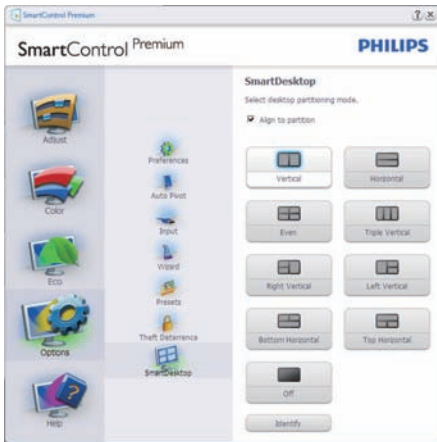 SmartControl Premium
SmartControl Premium
PHILIPS
Adjust
Color
Eco
Options
Help
Preferences
Auto Pivot
Input
Wizard
Presets
Theft Deterrence
SmartDesktop
SmartDesktop
Select desktop partitioning mode.
Align to partition
Vertical
Horizontal
Even
Triple Vertical
Right Vertical
Left Vertical
Bottom Horizontal
Top Horizontal
Off
Identify